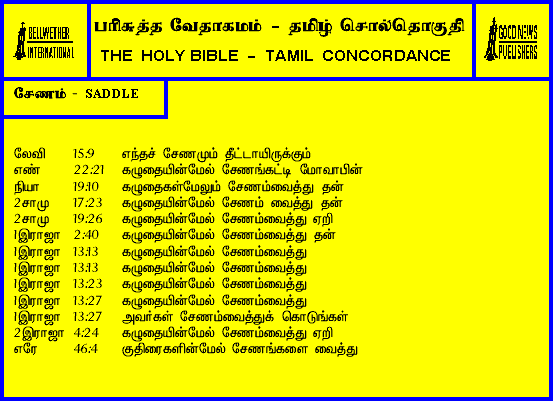 BELLWETHER
INTERNATIONAL
பரிசுத்த வேதாகமம் - தமிழ் சொல்தொகுதி
THE HOLY BIBLE - TAMIL CONCORDANCE
GOOD NEWS
PUBLISHERS
சேணம் - SADDLE
லேவி 15:9 எந்தச் சேணமும் தீட்டாயிருக்கும்
எண் 22:21 கழுதையின்மேல் சேணங்கட்டி மோவாபின்
நியா 19:10 கழுதைகள்மேலும் சேணம்வைத்து தன்
2சாமு 17:23 கழுதையின்மேல் சேணம் வைத்து தன்
2சாமு 19:26 கழுதையின்மேல் சேணம்வைத்து ஏறி
1இராஜா 2:40 கழுதையின்மேல் சேணம்வைத்து தன்
1இராஜா 13:13 கழுதையின்மேல் சேணம்வைத்து
1இராஜா 13:13 கழுதையின்மேல் சேணம்வைத்து
1இராஜா 13:23 கழுதையின்மேல் சேணம்வைத்து
1இராஜா 13:27 கழுதையின்மேல் சேணம்வைத்து
1இராஜா 13:27 அவர்கள் சேணம்வைத்துக் கொடுங்கள்
2இராஜா 4:24 கழுதையின்மேல் சேணம்வைத்து ஏறி
எரே 46:4 குதிரைகளின்மேல் சேணங்களை வைத்து